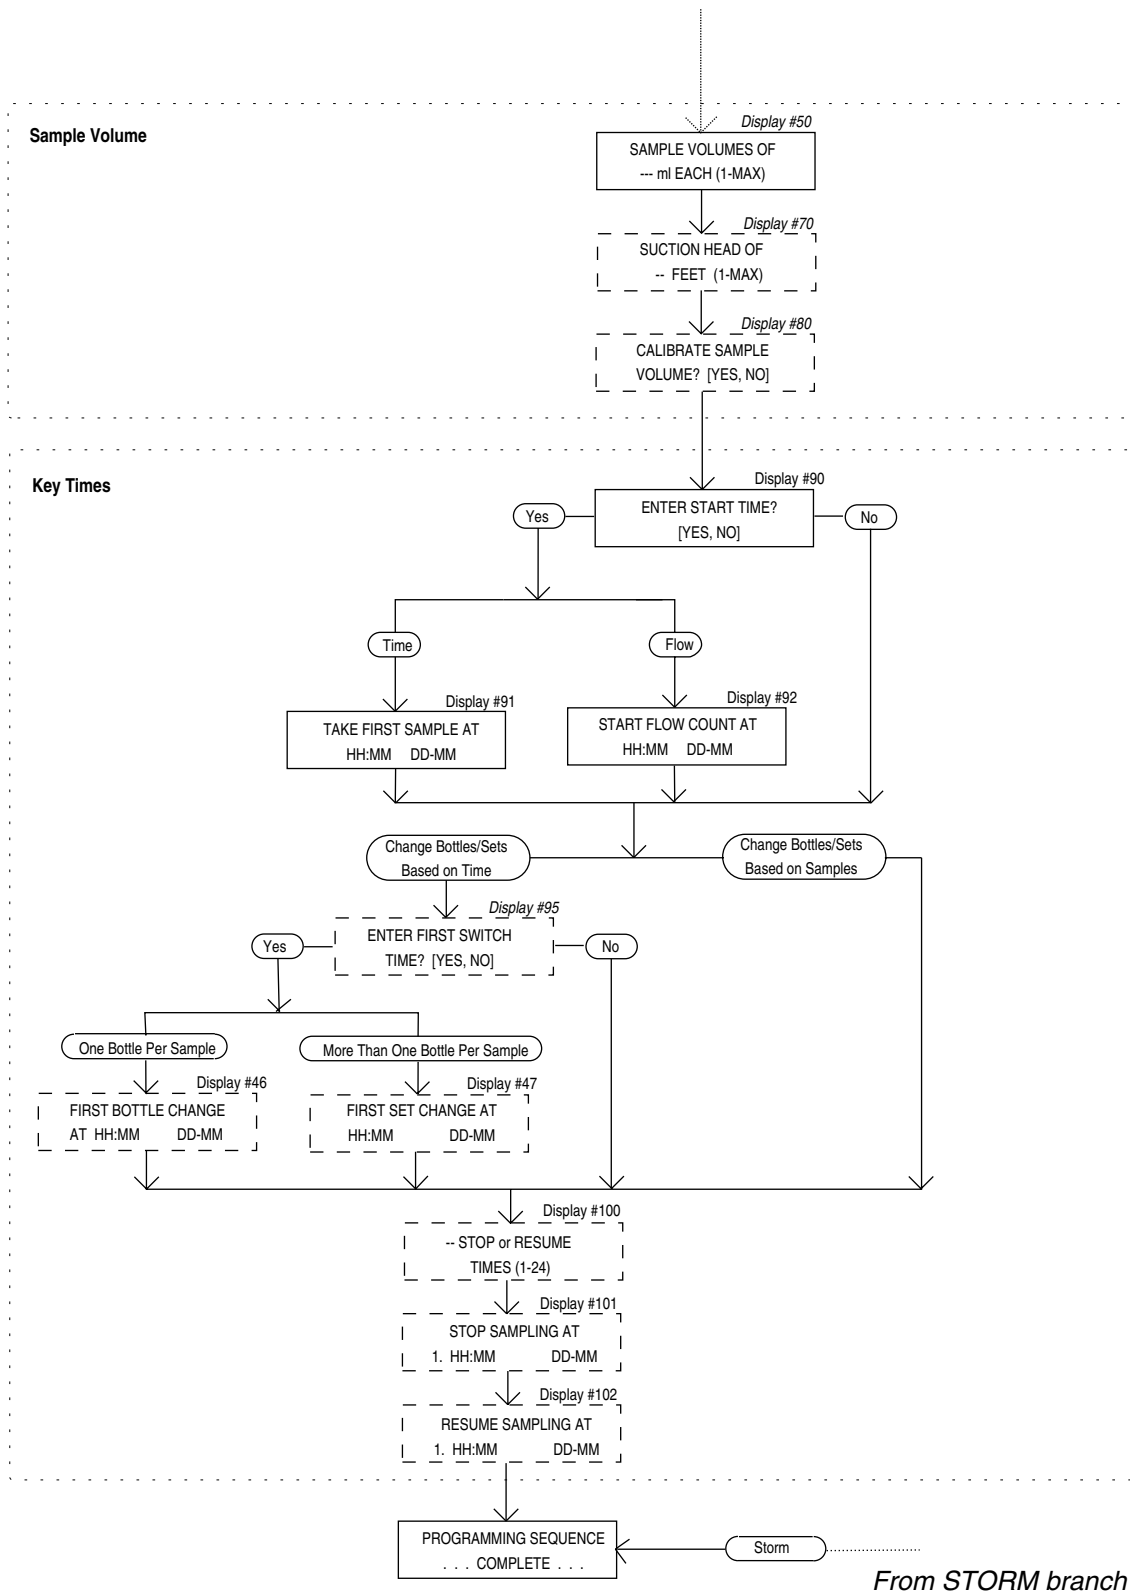 Sample Volume
Display #50
SAMPLE VOLUMES OF
--- ml EACH (1-MAX)
Display #70
SUCTION HEAD OF
-- FEET (1-MAX)
Display #80
CALIBRATE SAMPLE
VOLUME? [YES, NO]
Key Times
Display #90
ENTER START TIME?
[YES, NO]
Yes
No
Time
Flow
Display #91
TAKE FIRST SAMPLE AT
HH:MM DD-MM
Display #92
START FLOW COUNT AT
HH:MM DD-MM
Change Bottles/Sets
Based on Time
Change Bottles/Sets
Based on Samples
Display #95
ENTER FIRST SWITCH
TIME? [YES, NO]
Yes
No
One Bottle Per Sample
More Than One Bottle Per Sample
Display #46
FIRST BOTTLE CHANGE
AT HH:MM DD-MM
Display #47
FIRST SET CHANGE AT
HH:MM DD-MM
Display #100
-- STOP or RESUME
TIMES (1-24)
Display #101
STOP SAMPLING AT
1. HH:MM DD-MM
Display #102
RESUME SAMPLING AT
1. HH:MM DD-MM
PROGRAMMING SEQUENCE
. . . COMPLETE . . .
Storm
From STORM branch